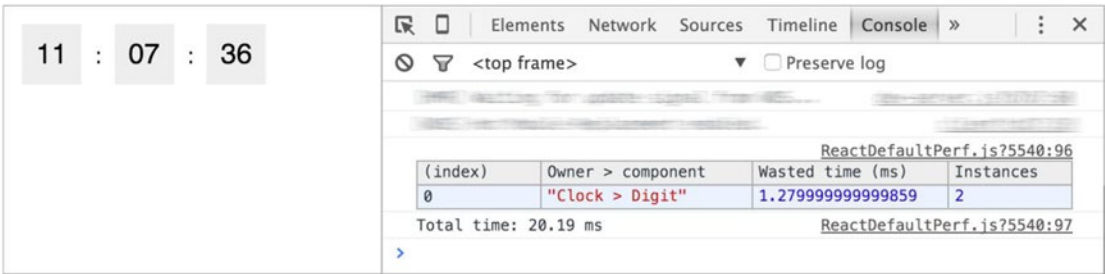 11 : 07 : 36
Elements Network Sources Timeline Console »
<top frame> ▼ Preserve log
ReactDefaultPerf.js?5540:96
(index) Owner > component Wasted time (ms) Instances
0 "Clock > Digit" 1.279999999999859 2
Total time: 20.19 ms ReactDefaultPerf.js?5540:97
>